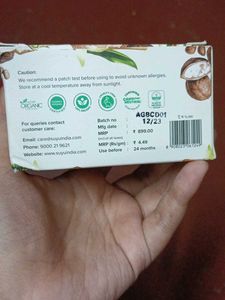 Caution:
We recommend a patch test before using to avoid unknown allergies.
Store at a cool temperature away from sunlight.
ORGANIC
For queries contact
customer care:
Email: care@suyuindia.com
Phone: 9000 21 9621
Website: www.suyuindia.com
Batch no : AGBCD01
Mfg date : 12/23
MRP : ₹ 899.00
MRP (Rs/gm) : ₹ 4.49
Use before : 24 months